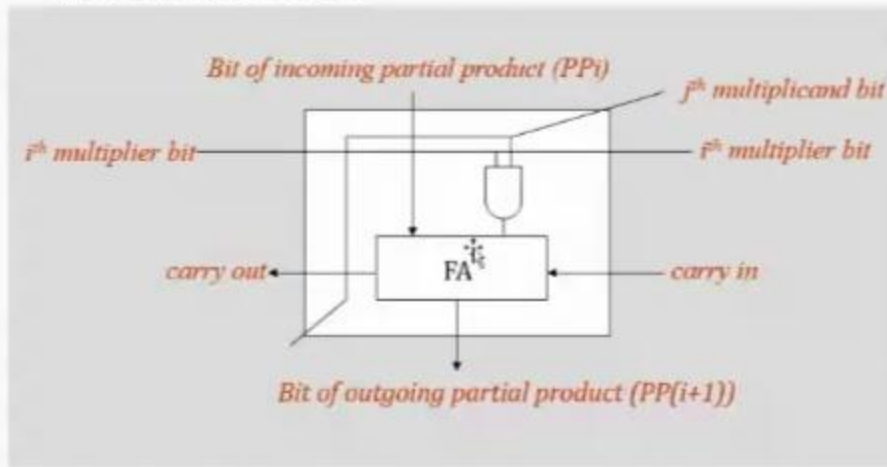 Bit of incoming partial product (PPi)
jth multiplicand bit
ith multiplier bit
ith multiplier bit
FA
carry out
carry in
Bit of outgoing partial product (PP(i+1))